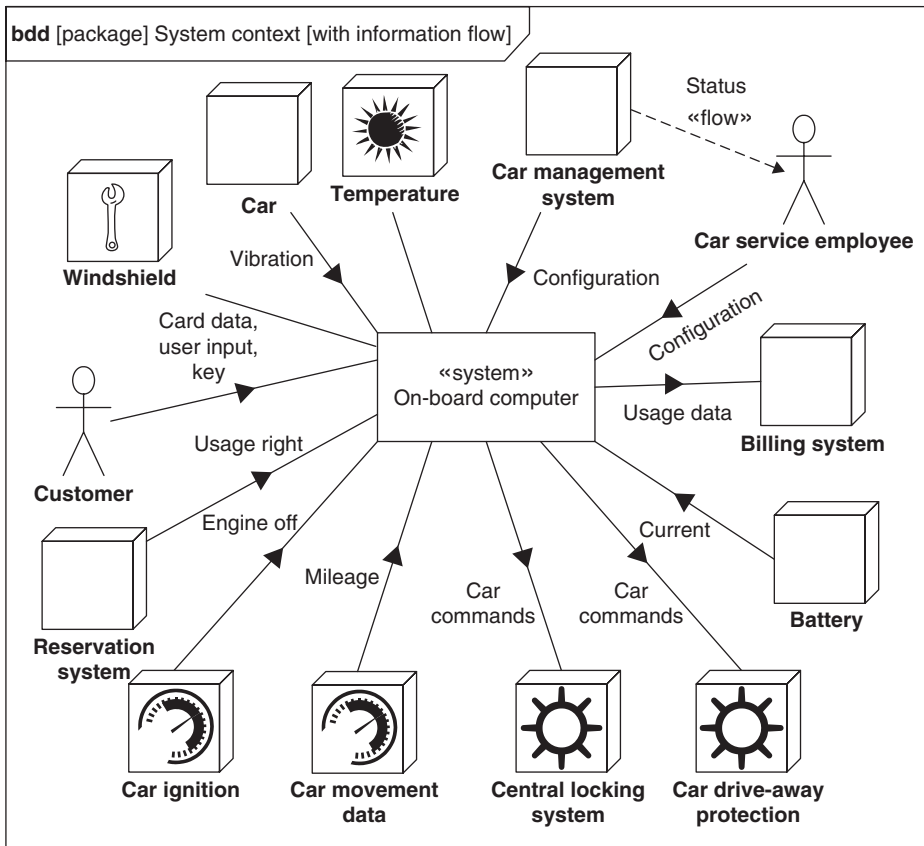 bdd [package] System context [with information flow]
Status
«flow»
Car management
system
Temperature
Car
Car service employee
Windshield
Vibration
Configuration
Configuration
Card data,
user input,
key
«system»
On-board computer
Usage data
Billing system
Usage right
Customer
Engine off
Current
Mileage
Car
commands
Car
commands
Battery
Reservation
system
Car ignition
Car movement
data
Central locking
system
Car drive-away
protection